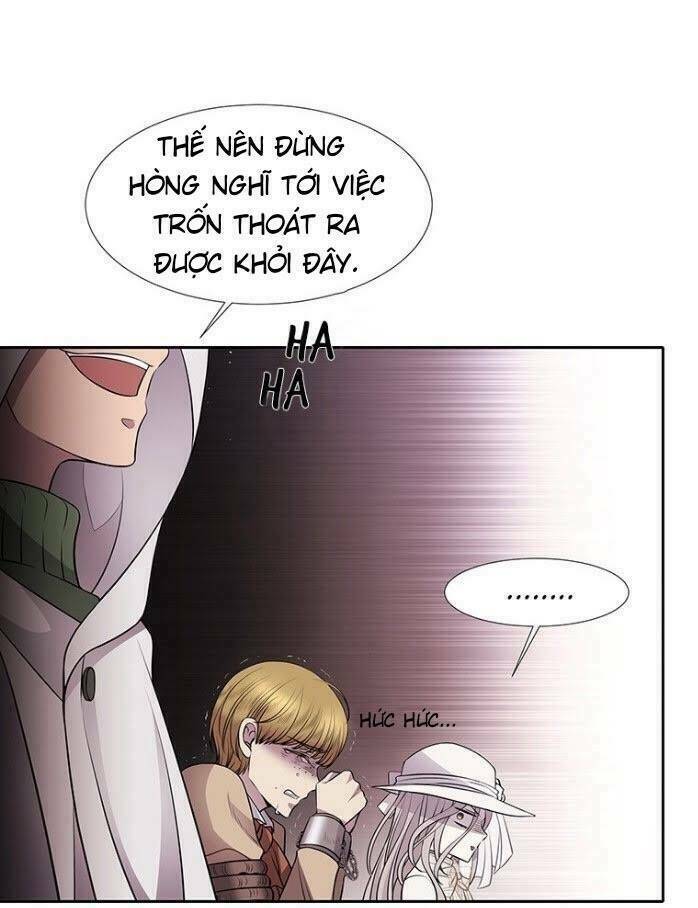 THẾ NÊN ĐỪNG
HÒNG NGHĨ TỚI VIỆC
TRỐN THOÁT RA
ĐƯỢC KHỎI ĐÂY.
HA
HA
........
HỨC HỨC...